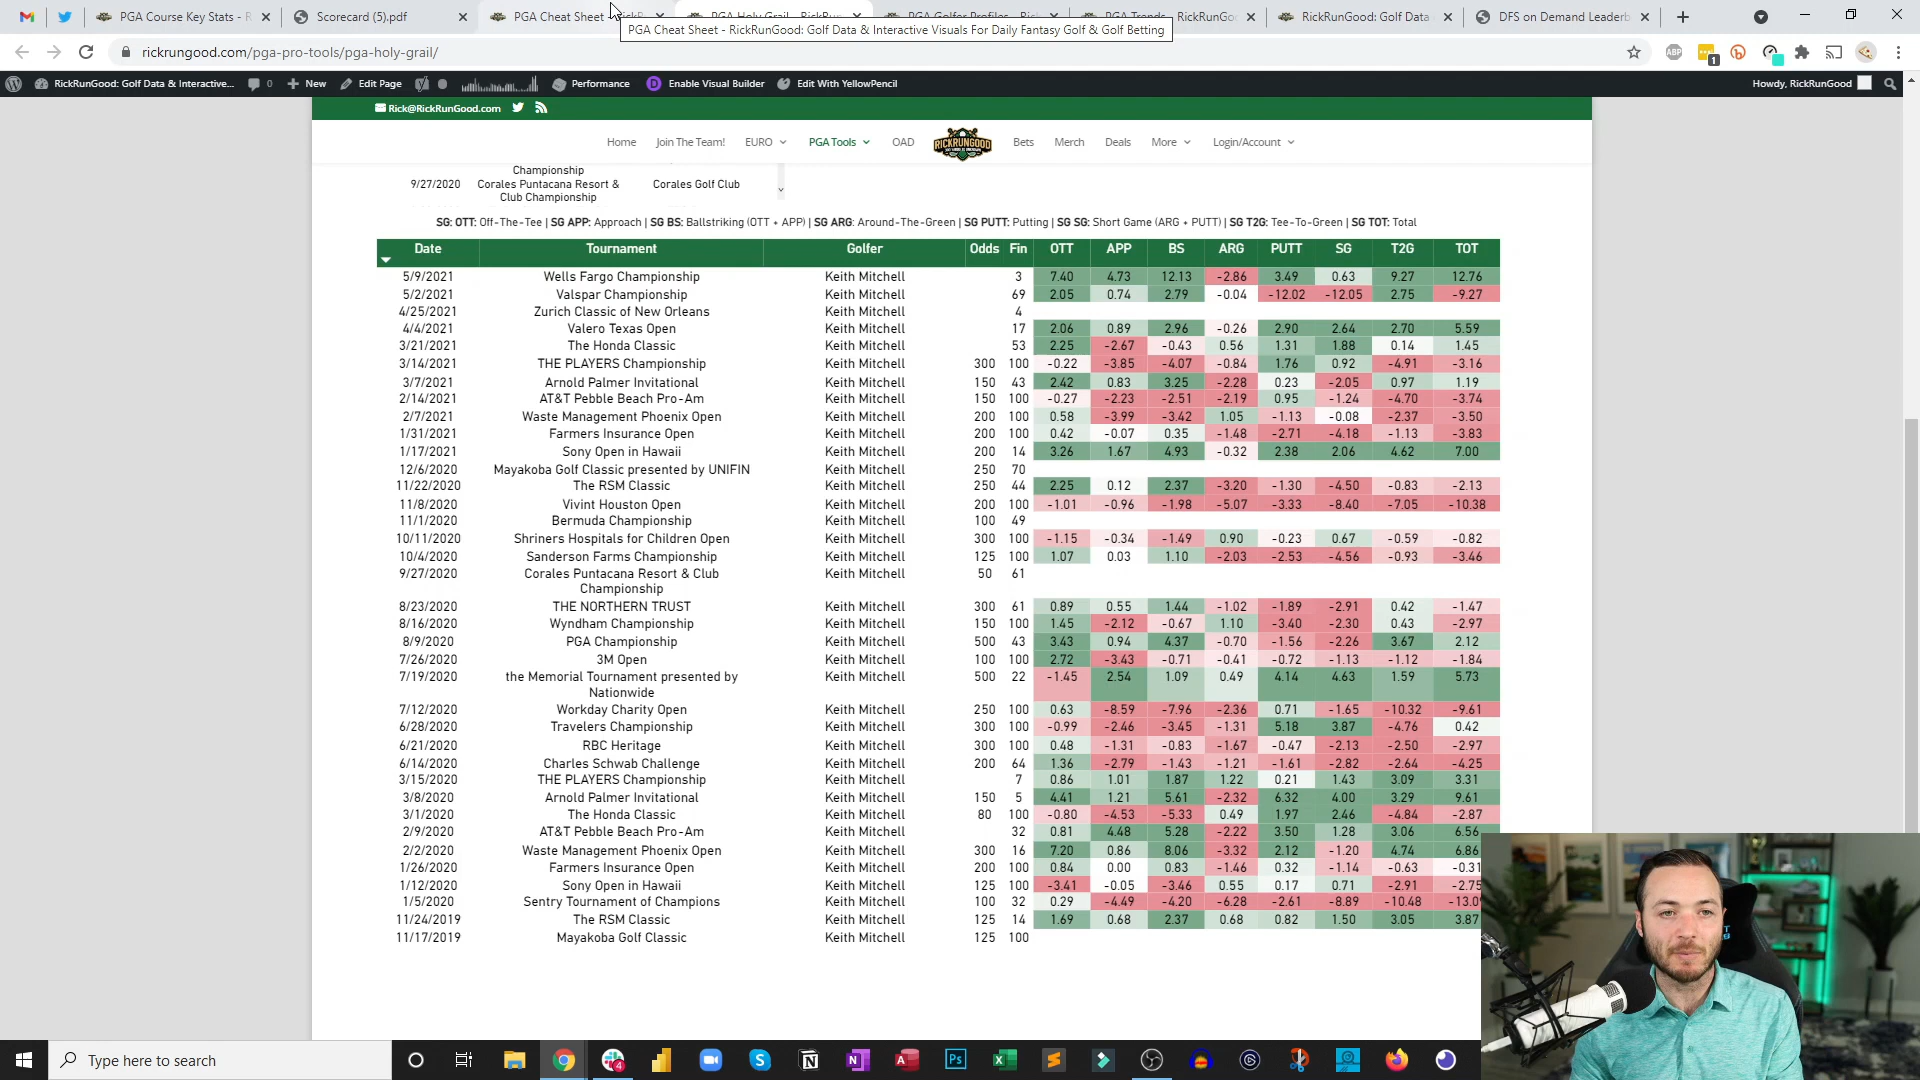 PGA Course Key Stats - R
Scorecard (5).pdf
PGA Cheat Sheet - RickR
PGA Holy Grail - RickRun
PGA Golfer Profiles - Ric
PGA Trends - RickRunGo
RickRunGood: Golf Data
DFS on Demand Leaderb
PGA Cheat Sheet - RickRunGood: Golf Data & Interactive Visuals For Daily Fantasy Golf & Golf Betting
rickrungood.com/pga-pro-tools/pga-holy-grail/
ABP
1
RickRunGood: Golf Data & Interactive... 0 New Edit Page Performance Enable Visual Builder Edit With YellowPencil Howdy, RickRunGood
Rick@RickRunGood.com
Home Join The Team! EURO PGA Tools OAD RICKRUNGOOD Bets Merch Deals More Login/Account
Championship
9/27/2020 Corales Puntacana Resort & Corales Golf Club
Club Championship
SG: OTT: Off-The-Tee | SG APP: Approach | SG BS: Ballstriking (OTT + APP) | SG ARG: Around-The-Green | SG PUTT: Putting | SG SG: Short Game (ARG + PUTT) | SG T2G: Tee-To-Green | SG TOT: Total
Date Tournament Golfer Odds Fin OTT APP BS ARG PUTT SG T2G TOT
5/9/2021 Wells Fargo Championship Keith Mitchell 3 7.40 4.73 12.13 -2.86 3.49 0.63 9.27 12.76
5/2/2021 Valspar Championship Keith Mitchell 69 2.05 0.74 2.79 -0.04 -12.02 -12.05 2.75 -9.27
4/25/2021 Zurich Classic of New Orleans Keith Mitchell 4
4/4/2021 Valero Texas Open Keith Mitchell 17 2.06 0.89 2.96 -0.26 2.90 2.64 2.70 5.59
3/21/2021 The Honda Classic Keith Mitchell 53 2.25 -2.67 -0.43 0.56 1.31 1.88 0.14 1.45
3/14/2021 THE PLAYERS Championship Keith Mitchell 300 100 -0.22 -3.85 -4.07 -0.84 1.76 0.92 -4.91 -3.16
3/7/2021 Arnold Palmer Invitational Keith Mitchell 150 43 2.42 0.83 3.25 -2.28 0.23 -2.05 0.97 1.19
2/14/2021 AT&T Pebble Beach Pro-Am Keith Mitchell 150 100 -0.27 -2.23 -2.51 -2.19 0.95 -1.24 -4.70 -3.74
2/7/2021 Waste Management Phoenix Open Keith Mitchell 200 100 0.58 -3.99 -3.42 1.05 -1.13 -0.08 -2.37 -3.50
1/31/2021 Farmers Insurance Open Keith Mitchell 200 100 0.42 -0.07 0.35 -1.48 -2.71 -4.18 -1.13 -3.83
1/17/2021 Sony Open in Hawaii Keith Mitchell 200 14 3.26 1.67 4.93 -0.32 2.38 2.06 4.62 7.00
12/6/2020 Mayakoba Golf Classic presented by UNIFIN Keith Mitchell 250 70
11/22/2020 The RSM Classic Keith Mitchell 250 44 2.25 0.12 2.37 -3.20 -1.30 -4.50 -0.83 -2.13
11/8/2020 Vivint Houston Open Keith Mitchell 200 100 -1.01 -0.96 -1.98 -5.07 -3.33 -8.40 -7.05 -10.38
11/1/2020 Bermuda Championship Keith Mitchell 100 49
10/11/2020 Shriners Hospitals for Children Open Keith Mitchell 300 100 -1.15 -0.34 -1.49 0.90 -0.23 0.67 -0.59 -0.82
10/4/2020 Sanderson Farms Championship Keith Mitchell 125 100 1.07 0.03 1.10 -2.03 -2.53 -4.56 -0.93 -3.46
9/27/2020 Corales Puntacana Resort & Club Keith Mitchell 50 61
Championship
8/23/2020 THE NORTHERN TRUST Keith Mitchell 300 61 0.89 0.55 1.44 -1.02 -1.89 -2.91 0.42 -1.47
8/16/2020 Wyndham Championship Keith Mitchell 150 100 1.45 -2.12 -0.67 1.10 -3.40 -2.30 0.43 -2.97
8/9/2020 PGA Championship Keith Mitchell 500 43 3.43 0.94 4.37 -0.70 -1.56 -2.26 3.67 2.12
7/26/2020 3M Open Keith Mitchell 100 100 2.72 -3.43 -0.71 -0.41 -0.72 -1.13 -1.12 -1.84
7/19/2020 the Memorial Tournament presented by Keith Mitchell 500 22 -1.45 2.54 1.09 0.49 4.14 4.63 1.59 5.73
Nationwide
7/12/2020 Workday Charity Open Keith Mitchell 250 100 0.63 -8.59 -7.96 -2.36 0.71 -1.65 -10.32 -9.61
6/28/2020 Travelers Championship Keith Mitchell 300 100 -0.99 -2.46 -3.45 -1.31 5.18 3.87 -4.76 0.42
6/21/2020 RBC Heritage Keith Mitchell 300 100 0.48 -1.31 -0.83 -1.67 -0.47 -2.13 -2.50 -2.97
6/14/2020 Charles Schwab Challenge Keith Mitchell 200 64 1.36 -2.79 -1.43 -1.21 -1.61 -2.82 -2.64 -4.25
3/15/2020 THE PLAYERS Championship Keith Mitchell 7 0.86 1.01 1.87 1.22 0.21 1.43 3.09 3.31
3/8/2020 Arnold Palmer Invitational Keith Mitchell 150 5 4.41 1.21 5.61 -2.32 6.32 4.00 3.29 9.61
3/1/2020 The Honda Classic Keith Mitchell 80 100 -0.80 -4.53 -5.33 0.49 1.97 2.46 -4.84 -2.87
2/9/2020 AT&T Pebble Beach Pro-Am Keith Mitchell 32 0.81 4.48 5.28 -2.22 3.50 1.28 3.06 6.56
2/2/2020 Waste Management Phoenix Open Keith Mitchell 300 16 7.20 0.86 8.06 -3.32 2.12 -1.20 4.74 6.86
1/26/2020 Farmers Insurance Open Keith Mitchell 200 100 0.84 0.00 0.83 -1.46 0.32 -1.14 -0.63 -0.31
1/12/2020 Sony Open in Hawaii Keith Mitchell 125 100 -3.41 -0.05 -3.46 0.55 0.17 0.71 -2.91 -2.75
1/5/2020 Sentry Tournament of Champions Keith Mitchell 100 32 0.29 -4.49 -4.20 -6.28 -2.61 -8.89 -10.48 -13.0
11/24/2019 The RSM Classic Keith Mitchell 125 14 1.69 0.68 2.37 0.68 0.82 1.50 3.05 3.87
11/17/2019 Mayakoba Golf Classic Keith Mitchell 125 100
Type here to search
4